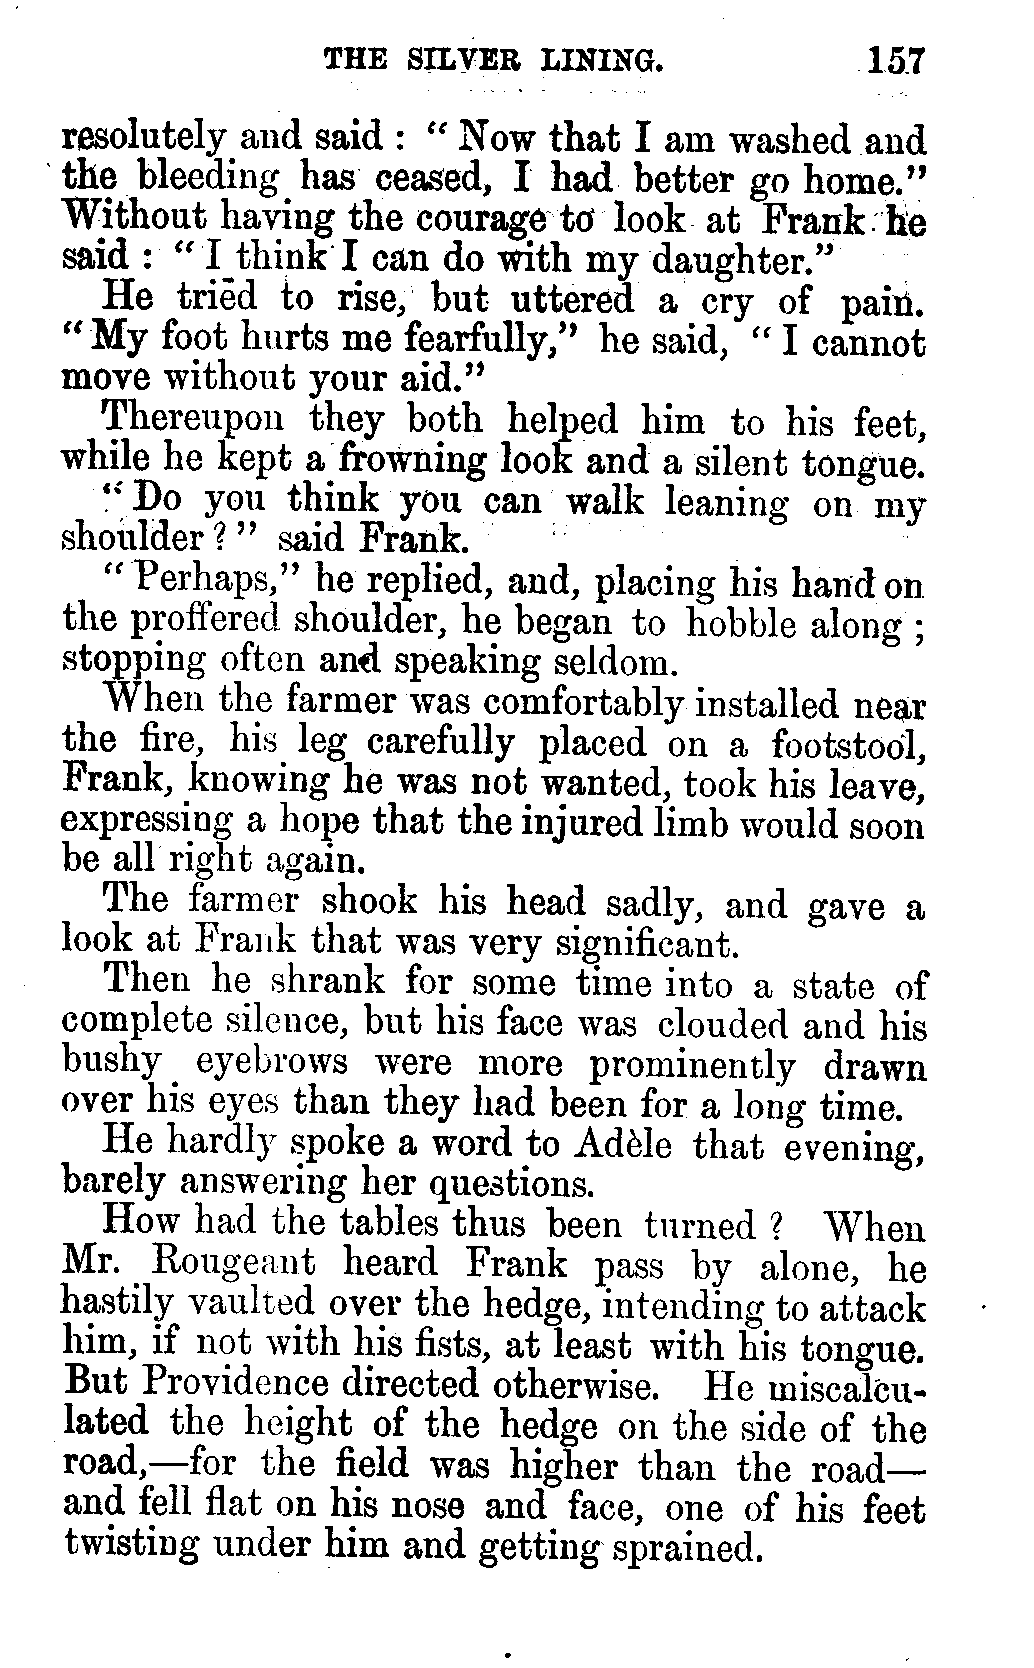 THE SILVER LINING. 157
resolutely and said : “ Now that I am washed and
the bleeding has ceased, I had better go home.”
Without having the courage to look at Frank he
said : “ I think I can do with my daughter.”
He tried to rise, but uttered a cry of pain.
“ My foot hurts me fearfully,” he said, “ I cannot
move without your aid.”
Thereupon they both helped him to his feet,
while he kept a frowning look and a silent tongue.
“ Do you think you can walk leaning on my
shoulder ? ” said Frank.
“ Perhaps,” he replied, and, placing his hand on
the proffered shoulder, he began to hobble along ;
stopping often and speaking seldom.
When the farmer was comfortably installed near
the fire, his leg carefully placed on a footstool,
Frank, knowing he was not wanted, took his leave,
expressing a hope that the injured limb would soon
be all right again.
The farmer shook his head sadly, and gave a
look at Frank that was very significant.
Then he shrank for some time into a state of
complete silence, but his face was clouded and his
bushy eyebrows were more prominently drawn
over his eyes than they had been for a long time.
He hardly spoke a word to Adèle that evening,
barely answering her questions.
How had the tables thus been turned ? When
Mr. Rougeant heard Frank pass by alone, he
hastily vaulted over the hedge, intending to attack
him, if not with his fists, at least with his tongue.
But Providence directed otherwise. He miscalcu-
lated the height of the hedge on the side of the
road,—for the field was higher than the road—
and fell flat on his nose and face, one of his feet
twisting under him and getting sprained.